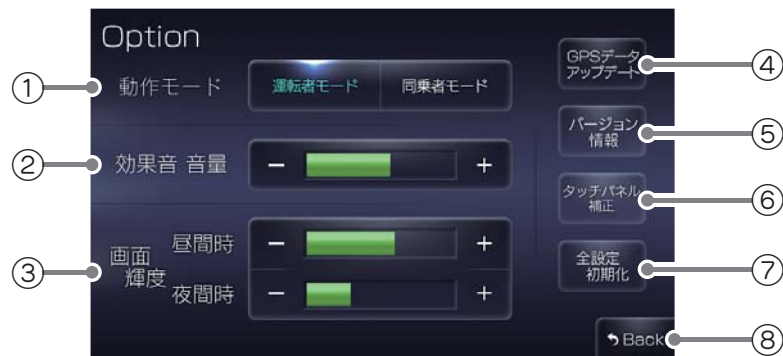 Option
① 動作モード 運転者モード 同乗者モード
② 効果音 音量 － ＋
③ 画面
輝度
昼間時 － ＋
夜間時 － ＋
GPSデータ
アップデート ④
バージョン
情報 ⑤
タッチパネル
補正 ⑥
全設定
初期化 ⑦
Back ⑧